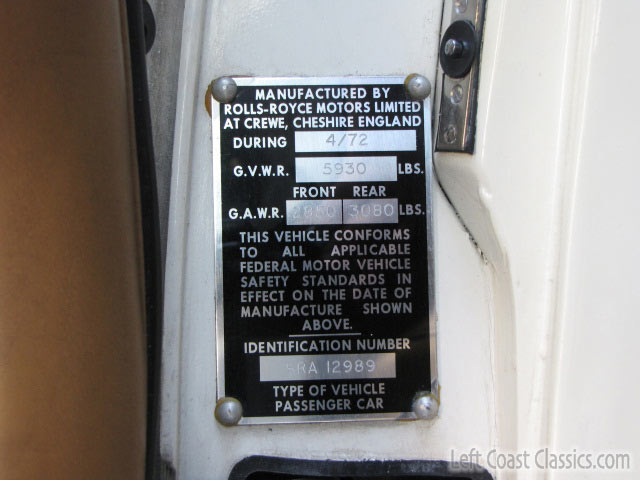 MANUFACTURED BY
ROLLS-ROYCE MOTORS LIMITED
AT CREWE, CHESHIRE ENGLAND
DURING 4/72
G.V.W.R. 5930 LBS.
FRONT REAR
G.A.W.R. 2850 3080 LBS.
THIS VEHICLE CONFORMS
TO ALL APPLICABLE
FEDERAL MOTOR VEHICLE
SAFETY STANDARDS IN
EFFECT ON THE DATE OF
MANUFACTURE SHOWN
ABOVE.
IDENTIFICATION NUMBER
SRA 12989
TYPE OF VEHICLE
PASSENGER CAR
Left Coast Classics.com